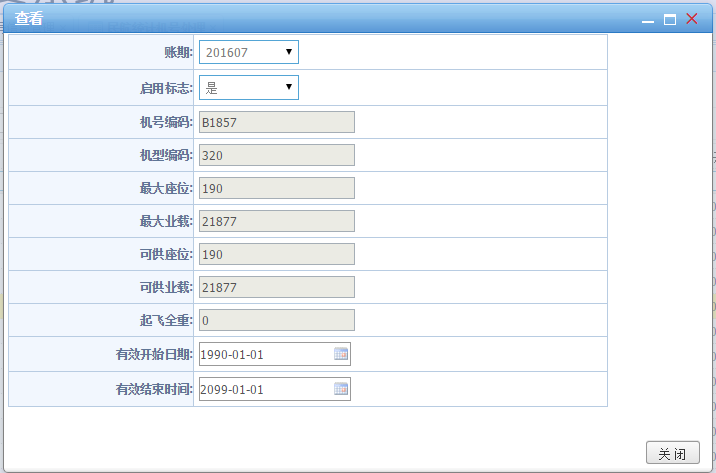 查看
账期: 201607
启用标志: 是
机号编码: B1857
机型编码: 320
最大座位: 190
最大业载: 21877
可供座位: 190
可供业载: 21877
起飞全重: 0
有效开始日期: 1990-01-01
有效结束时间: 2099-01-01
关 闭